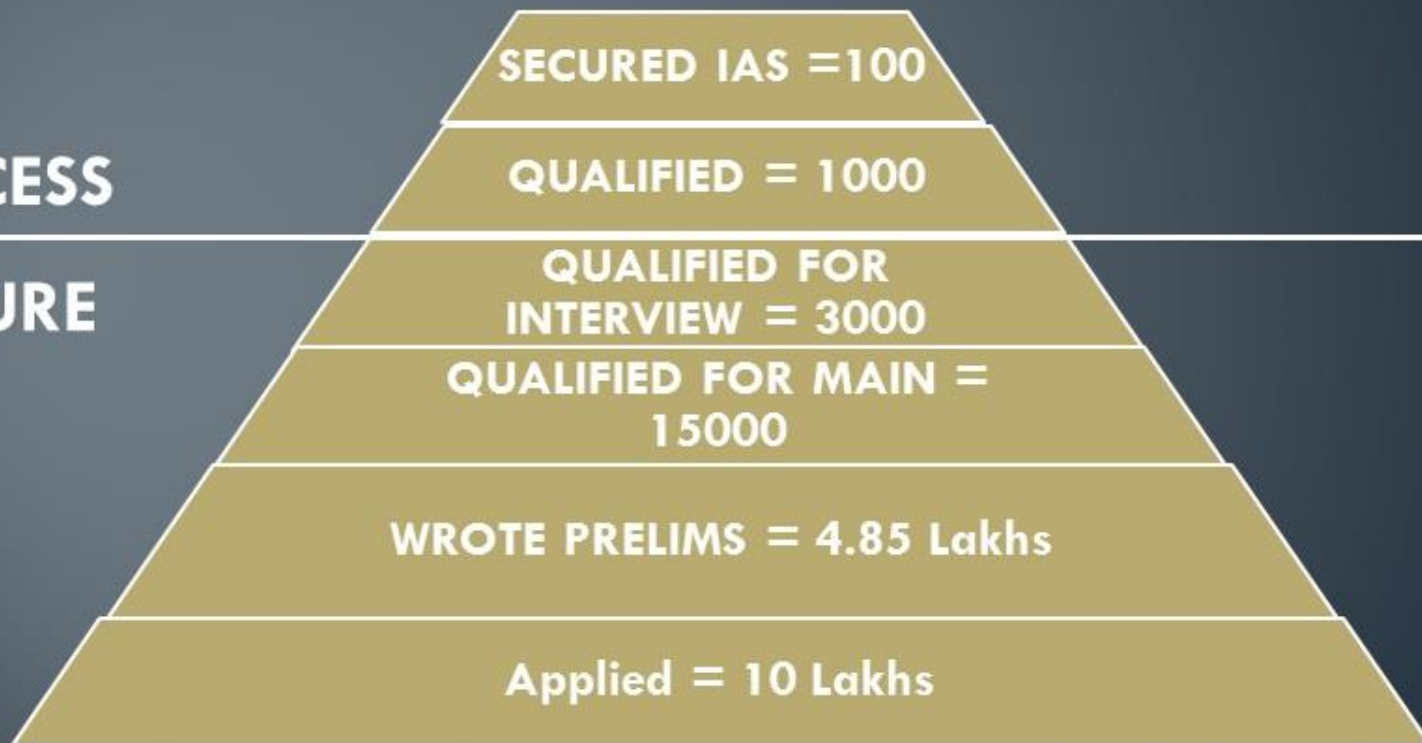 SECURED IAS =100
QUALIFIED = 1000
CESS
QUALIFIED FOR
INTERVIEW = 3000
URE
QUALIFIED FOR MAIN =
15000
WROTE PRELIMS = 4.85 Lakhs
Applied = 10 Lakhs